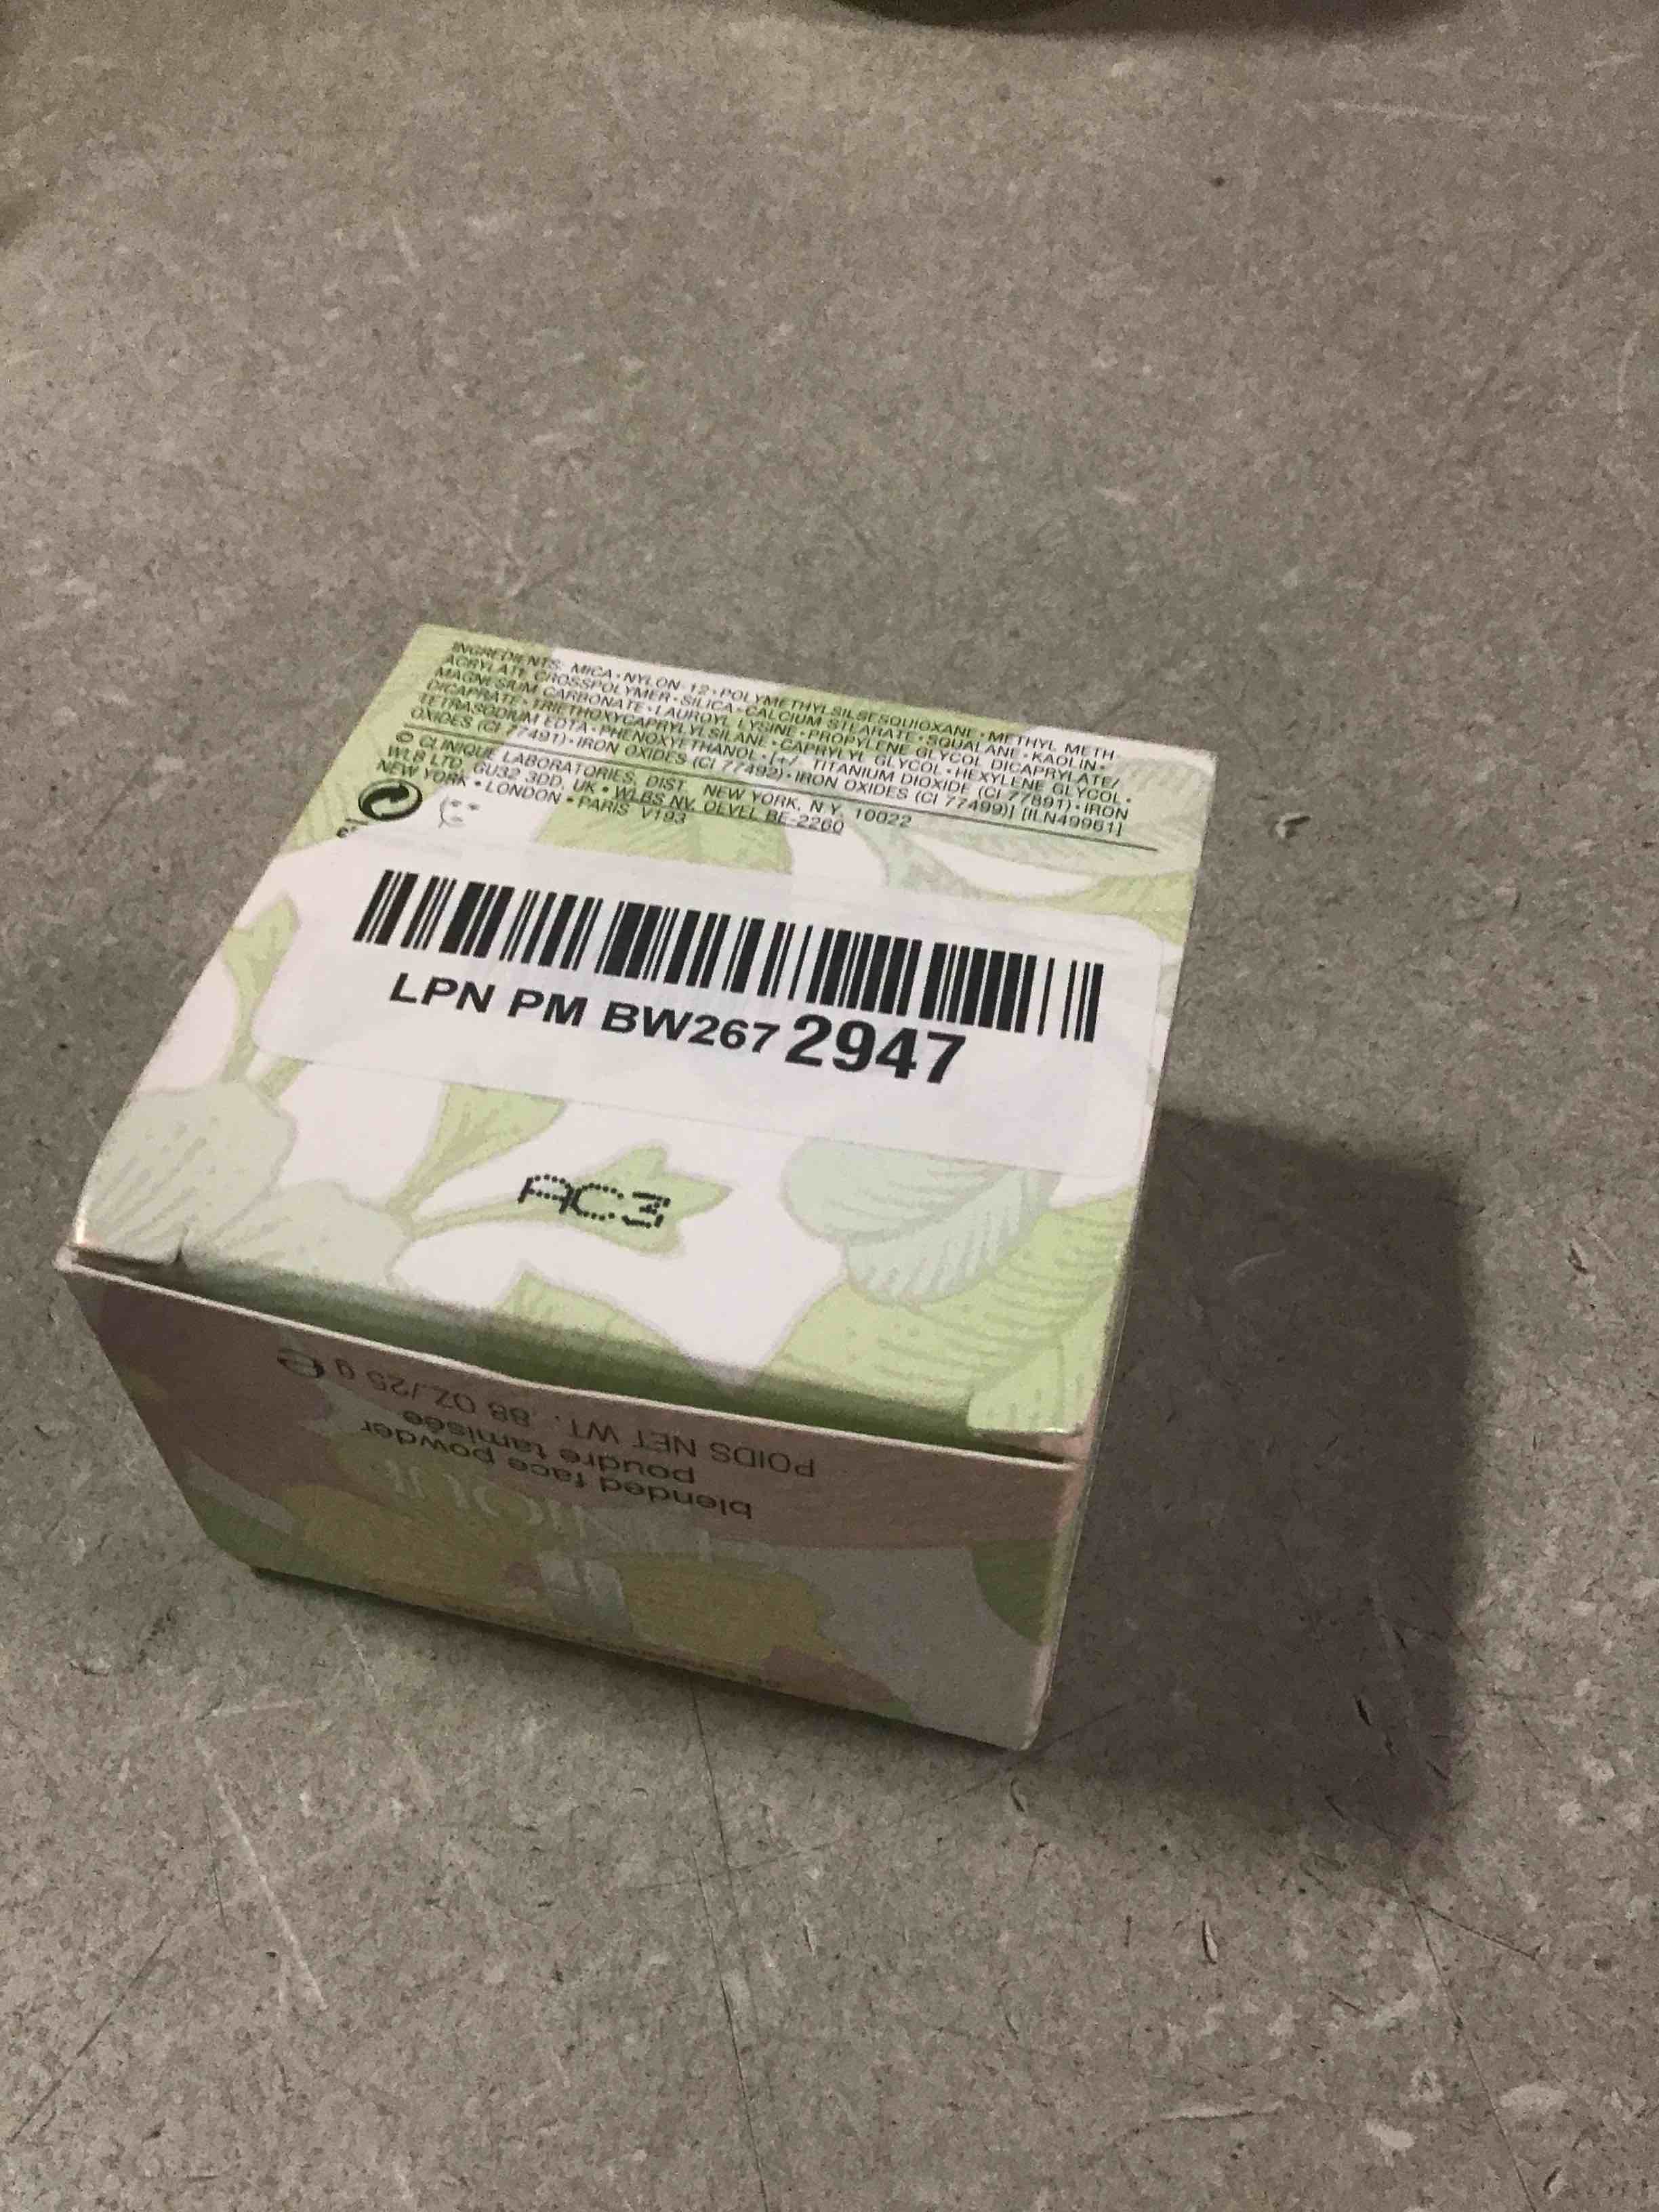 INGREDIENTS: MICA • NYLON-12 • POLYMETHYLSILSESQUIOXANE • METHYL METH-
ACRYLATE CROSSPOLYMER • SILICA • CALCIUM STEARATE • SQUALANE • KAOLIN •
MAGNESIUM CARBONATE • LAUROYL LYSINE • PROPYLENE GLYCOL DICAPRYLATE/
DICAPRATE • TRIETHOXYCAPRYLYLSILANE • CAPRYLYL GLYCOL • HEXYLENE GLYCOL •
TETRASODIUM EDTA • PHENOXYETHANOL • [+/- TITANIUM DIOXIDE (CI 77891) • IRON
OXIDES (CI 77491) • IRON OXIDES (CI 77492) • IRON OXIDES (CI 77499)] [ILN49961]
© CLINIQUE LABORATORIES, DIST. NEW YORK, N.Y. 10022
WLB LTD, GU32 3DD, UK • WLBS NV, OEVEL BE-2260
NEW YORK • LONDON • PARIS V193
LPN PM BW267 2947
AC3
blended face powder
poudre tamisée
POIDS NET WT. .88 OZ./25 g e